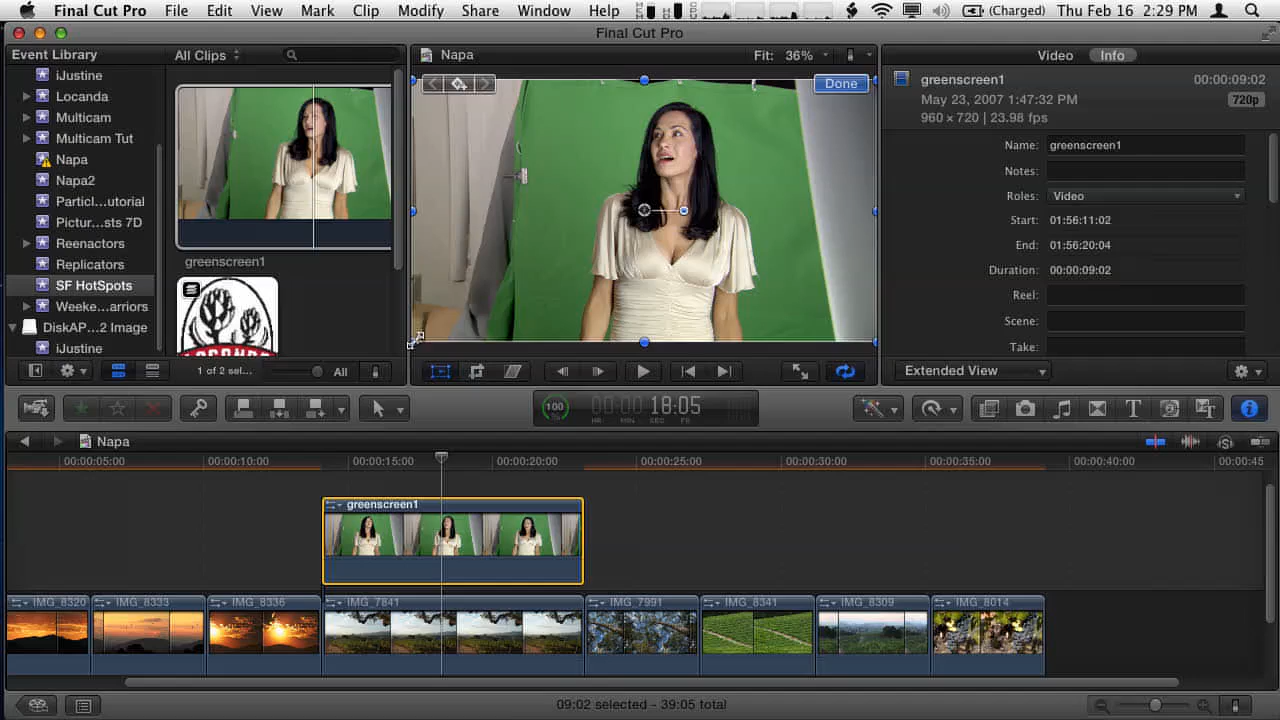 Final Cut Pro File Edit View Mark Clip Modify Share Window Help (Charged) Thu Feb 16 2:29 PM
Final Cut Pro
Event Library
iJustine
Locanda
Multicam
Multicam Tut
Napa
Napa2
Particl...utorial
Pictur...sts 7D
Reenactors
Replicators
SF HotSpots
Weeke...arriors
DiskAP...2 Image
iJustine
All Clips
greenscreen1
1 of 2 sel... All
Napa Fit: 36%
Done
Video Info
greenscreen1 00:00:09:02
May 23, 2007 1:47:32 PM 720p
960 x 720 | 23.98 fps
Name: greenscreen1
Notes:
Roles: Video
Start: 01:56:11:02
End: 01:56:20:04
Duration: 00:00:09:02
Reel:
Scene:
Take:
Extended View
100 00:00 18:05
HR MIN SEC FR
Napa
00:00:05:00 00:00:10:00 00:00:15:00 00:00:20:00 00:00:25:00 00:00:30:00 00:00:35:00 00:00:40:00 00:00:45
greenscreen1
IMG_8320 IMG_8333 IMG_8336 IMG_7841 IMG_7991 IMG_8341 IMG_8309 IMG_8014
09:02 selected - 39:05 total